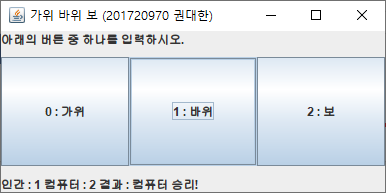 가위 바위 보 (201720970 권대한)
아래의 버튼 중 하나를 입력하시오.
0 : 가위
1 : 바위
2 : 보
인간 : 1 컴퓨터 : 2 결과 : 컴퓨터 승리!